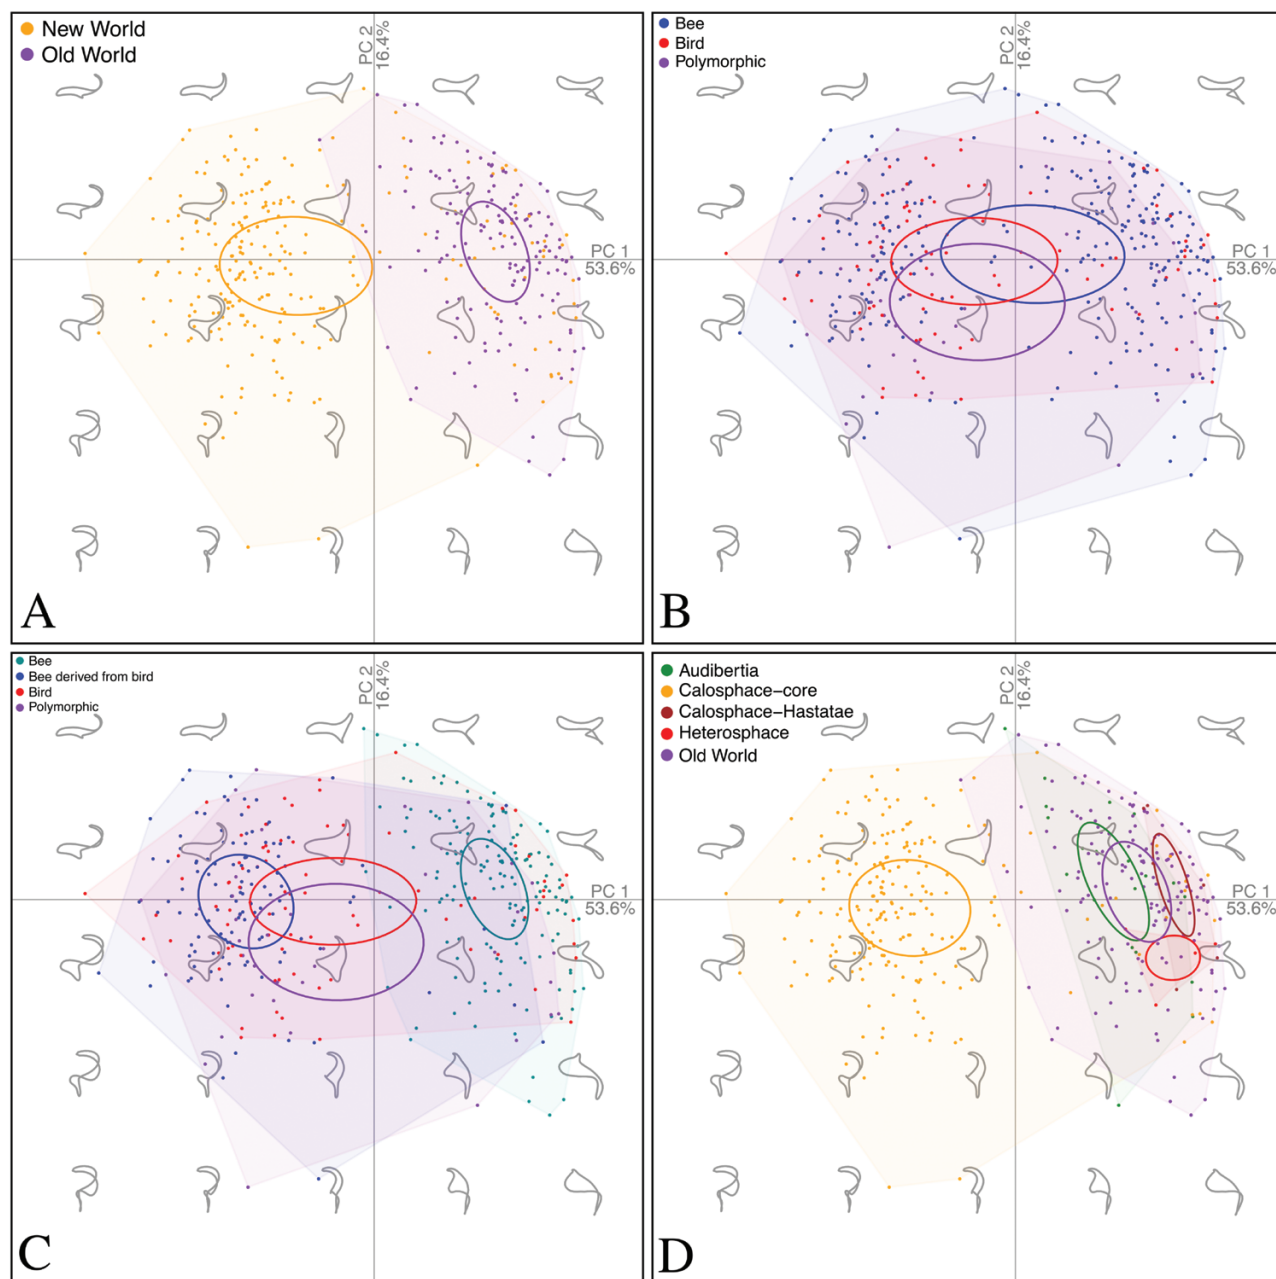 New World
Old World
PC 2
16.4%
PC 1
53.6%
A
Bee
Bird
Polymorphic
PC 2
16.4%
PC 1
53.6%
B
Bee
Bee derived from bird
Bird
Polymorphic
PC 2
16.4%
PC 1
53.6%
C
Audibertia
Calosphace–core
Calosphace–Hastatae
Heterosphace
Old World
PC 2
16.4%
PC 1
53.6%
D